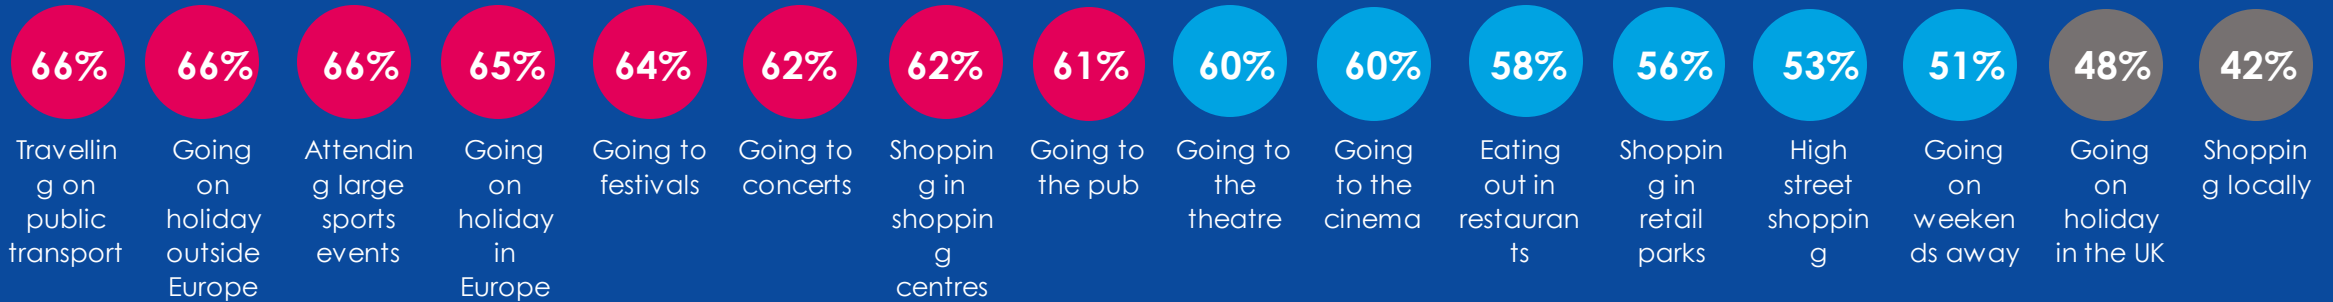 66%
66%
66%
65%
64%
62%
62%
61%
60%
60%
58%
56%
53%
51%
48%
42%
Travellin
g on
public
transport
Going
on
holiday
outside
Europe
Attendin
g large
sports
events
Going
on
holiday
in
Europe
Going to
festivals
Going to
concerts
Shoppin
g in
shoppin
g
centres
Going to
the pub
Going to
the
theatre
Going
to the
cinema
Eating
out in
restauran
ts
Shoppin
g in
retail
parks
High
street
shoppin
g
Going
on
weeken
ds away
Going
on
holiday
in the UK
Shoppin
g locally